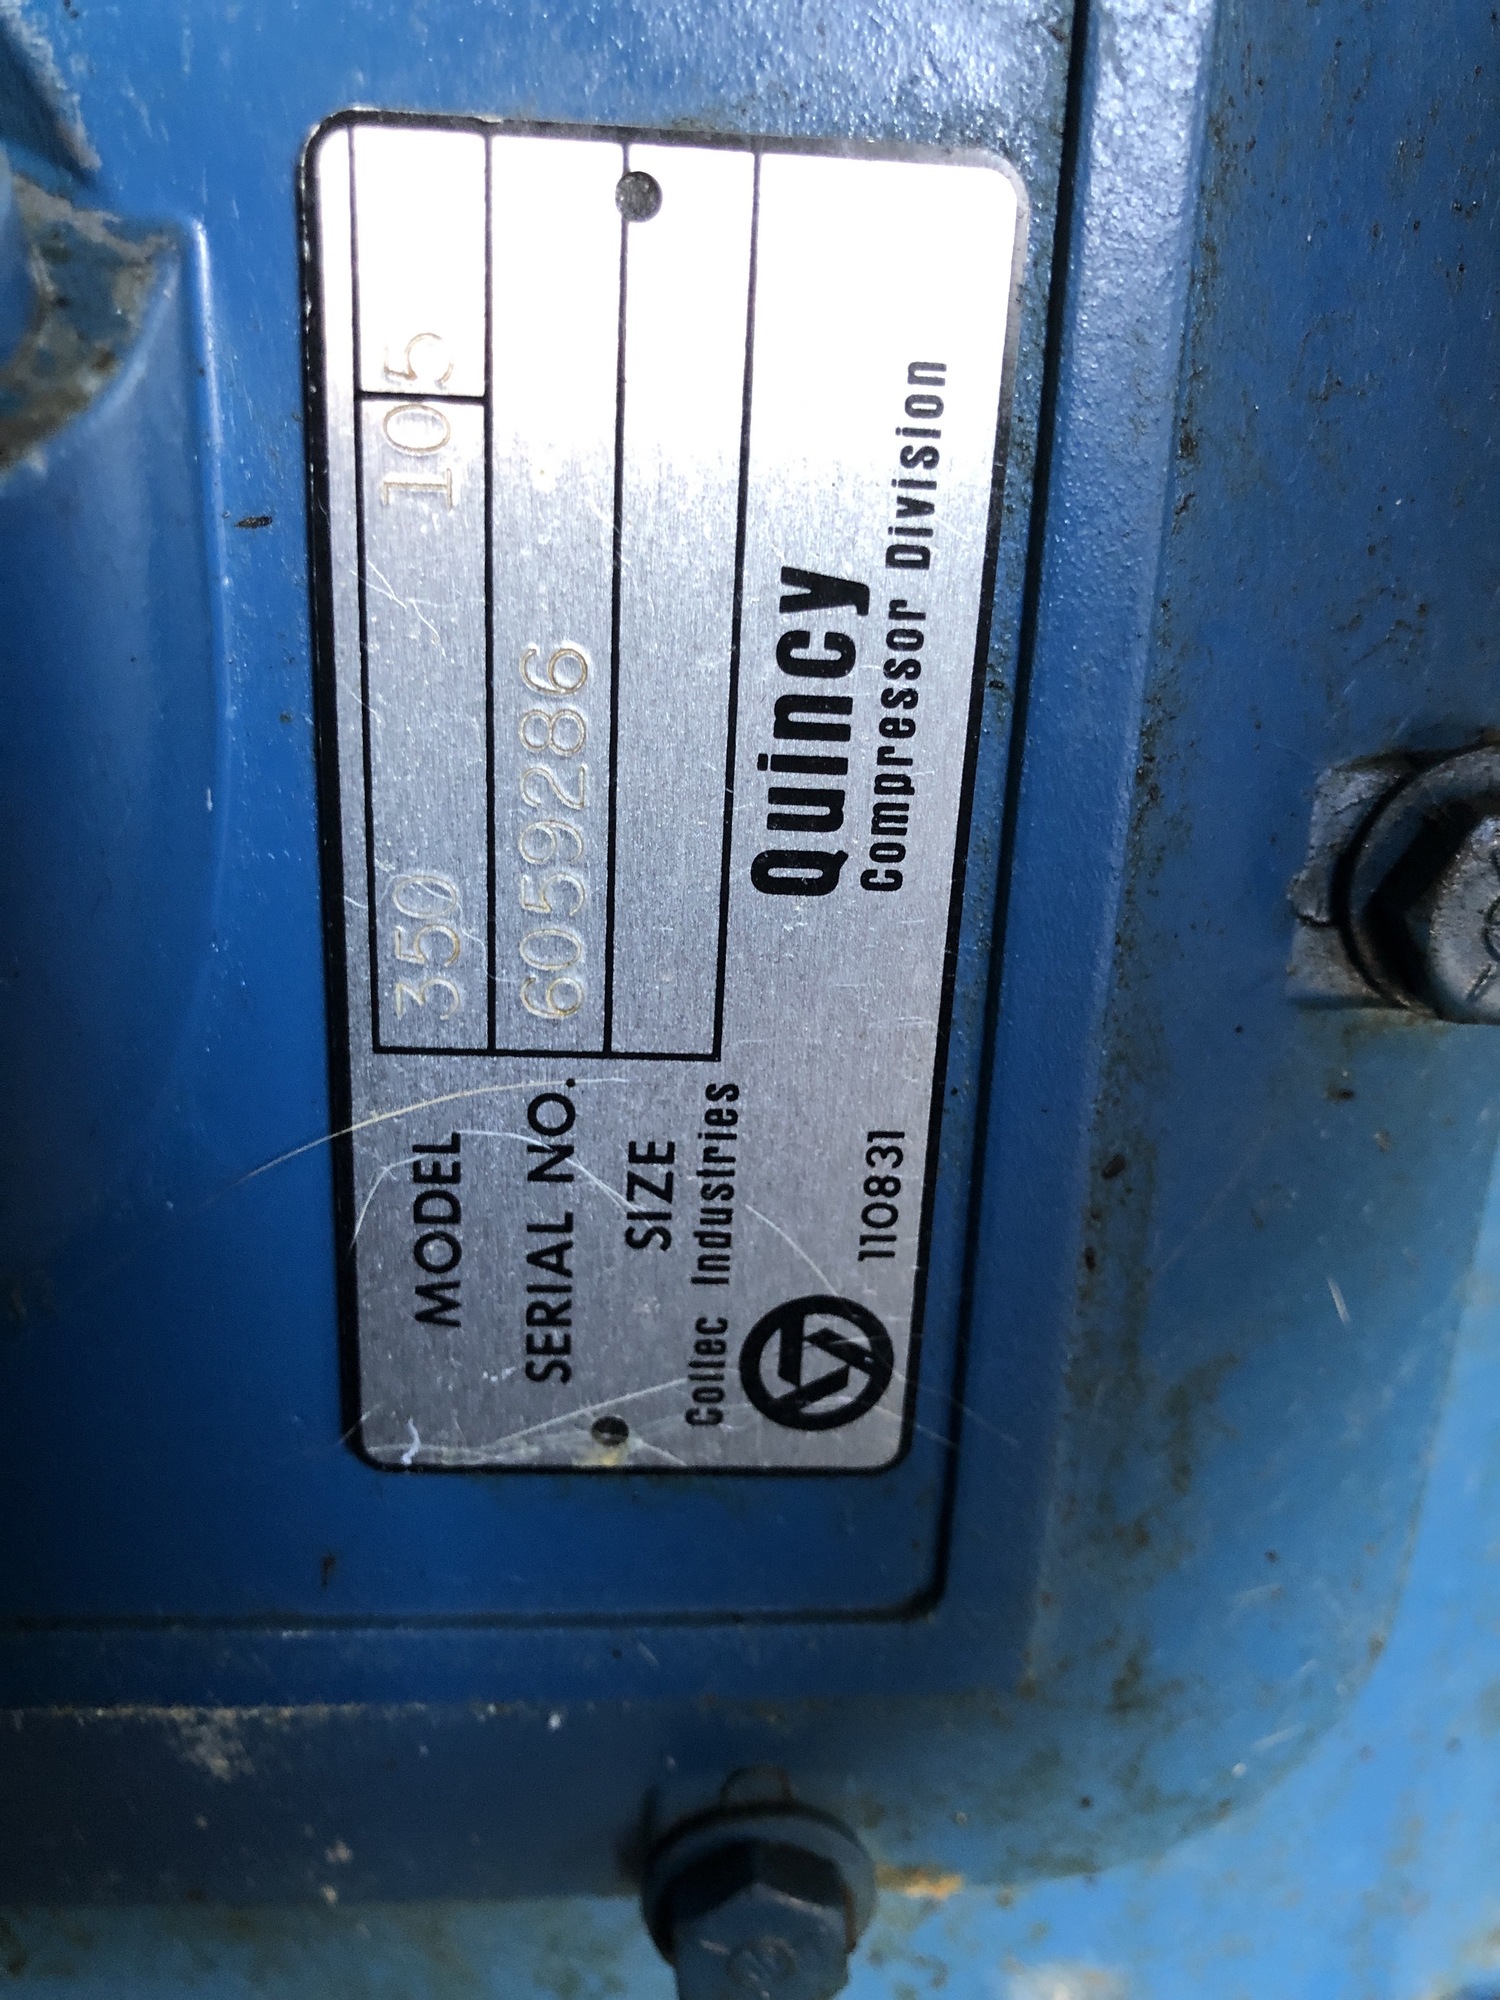 MODEL 350 105
SERIAL NO. 6059286
SIZE
Coltec Industries
Quincy
Compressor Division
110831